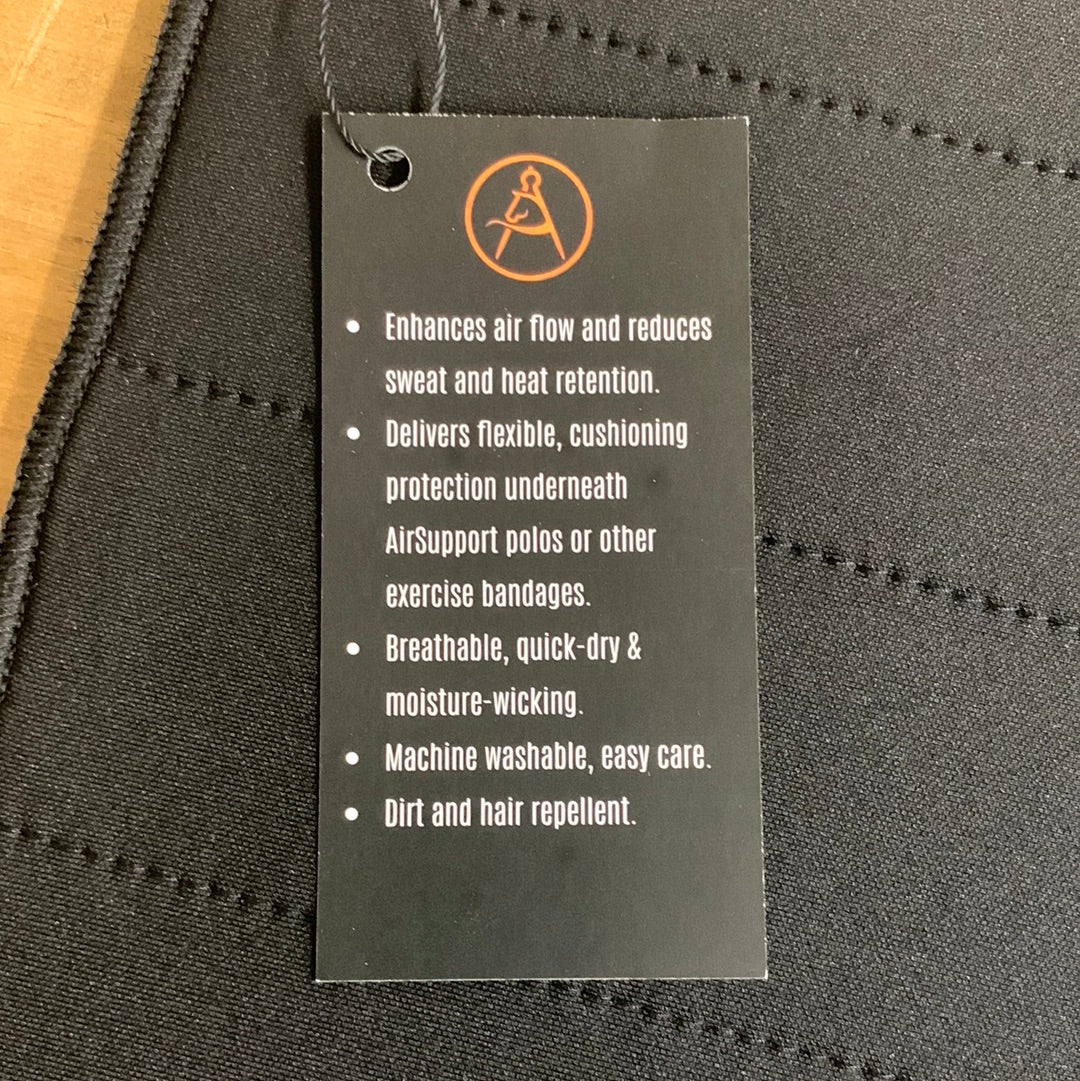 • Enhances air flow and reduces
sweat and heat retention.
• Delivers flexible, cushioning
protection underneath
AirSupport polos or other
exercise bandages.
• Breathable, quick-dry &
moisture-wicking.
• Machine washable, easy care.
• Dirt and hair repellent.